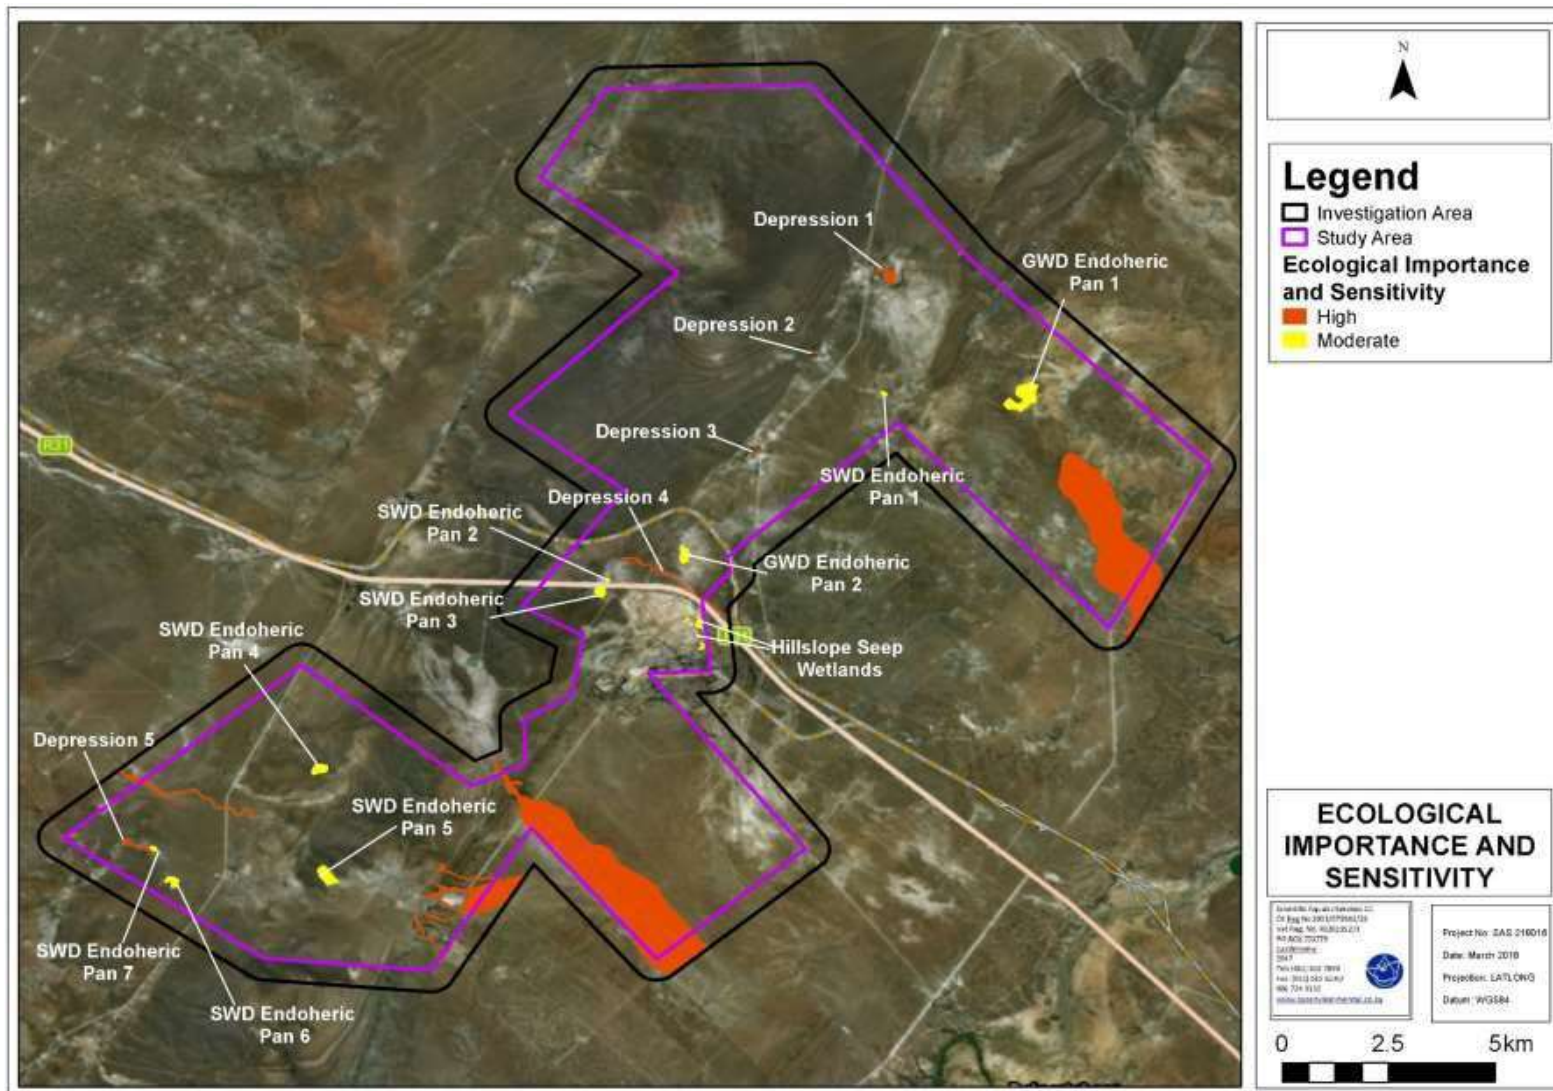 Depression 1
GWD Endoheric
Pan 1
Depression 2
Depression 3
SWD Endoheric
Pan 1
Depression 4
SWD Endoheric
Pan 2
GWD Endoheric
Pan 2
SWD Endoheric
Pan 3
Hillslope Seep
Wetlands
SWD Endoheric
Pan 4
Depression 5
SWD Endoheric
Pan 5
SWD Endoheric
Pan 7
SWD Endoheric
Pan 6
R31
N
Legend
Investigation Area
Study Area
Ecological Importance
and Sensitivity
High
Moderate
ECOLOGICAL
IMPORTANCE AND
SENSITIVITY
Date: March 2018
Projection: LATLONG
Datum: WGS84
0 2.5 5km